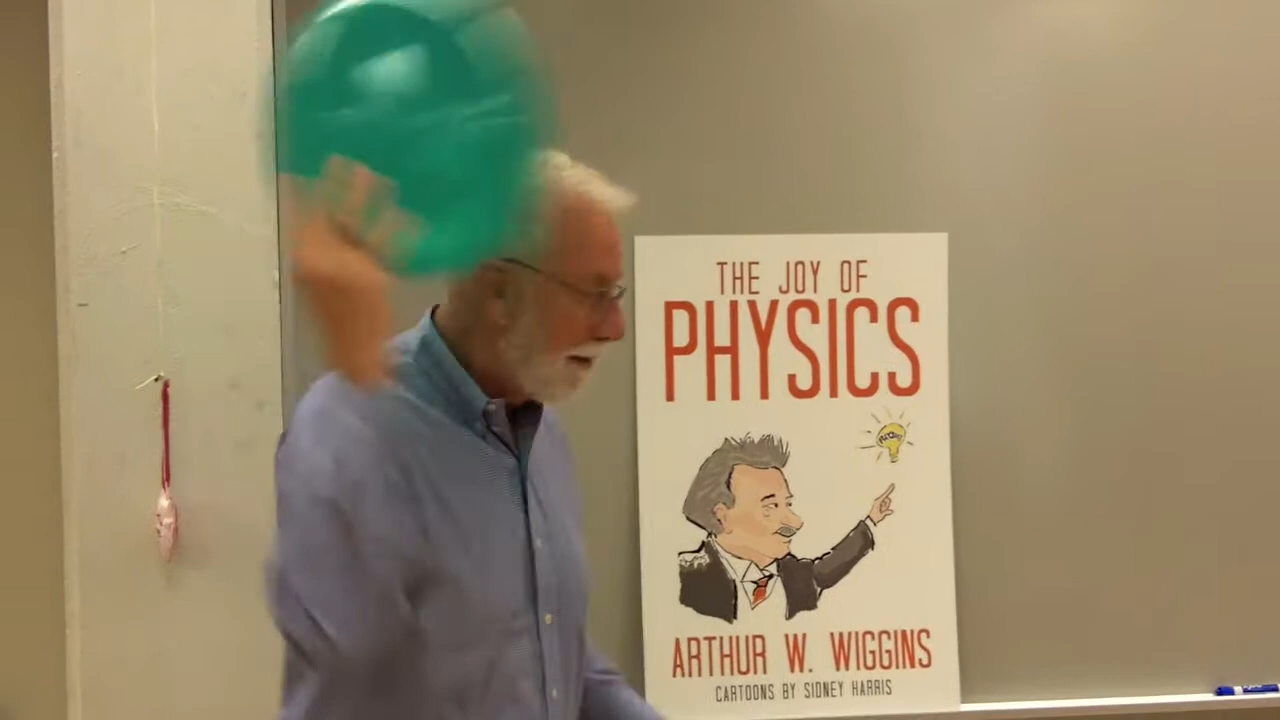 THE JOY OF
PHYSICS
ARTHUR W. WIGGINS
CARTOONS BY SIDNEY HARRIS